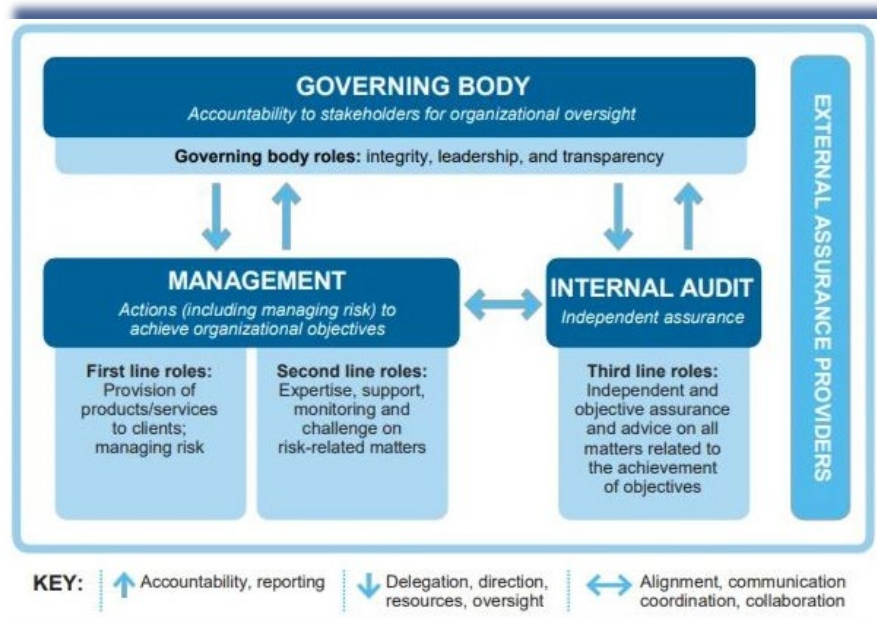 GOVERNING BODY
Accountability to stakeholders for organizational oversight
Governing body roles: integrity, leadership, and transparency
MANAGEMENT
Actions (including managing risk) to
achieve organizational objectives
First line roles:
Provision of
products/services
to clients;
managing risk
Second line roles:
Expertise, support,
monitoring and
challenge on
risk-related matters
INTERNAL AUDIT
Independent assurance
Third line roles:
Independent and
objective assurance
and advice on all
matters related to
the achievement
of objectives
EXTERNAL ASSURANCE PROVIDERS
KEY:
Accountability, reporting
Delegation, direction,
resources, oversight
Alignment, communication
coordination, collaboration